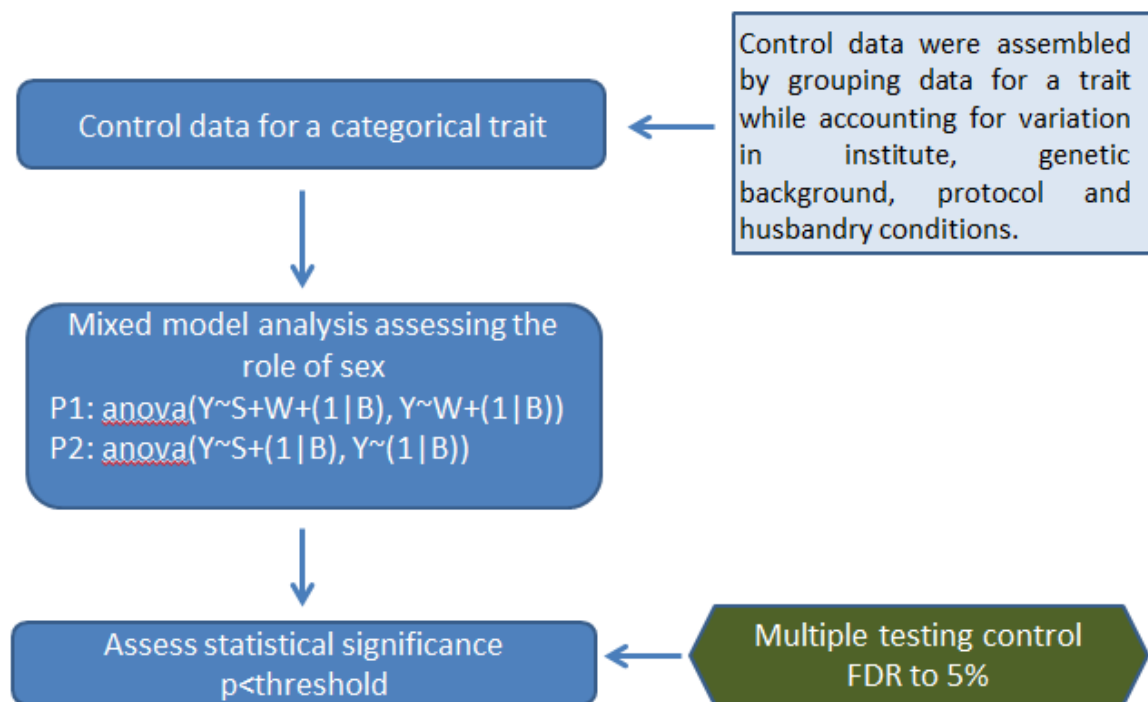 Control data for a categorical trait
Control data were assembled
by grouping data for a trait
while accounting for variation
in institute, genetic
background, protocol and
husbandry conditions.
Mixed model analysis assessing the
role of sex
P1: anova(Y~S+W+(1|B), Y~W+(1|B))
P2: anova(Y~S+(1|B), Y~(1|B))
Assess statistical significance
p<threshold
Multiple testing control
FDR to 5%